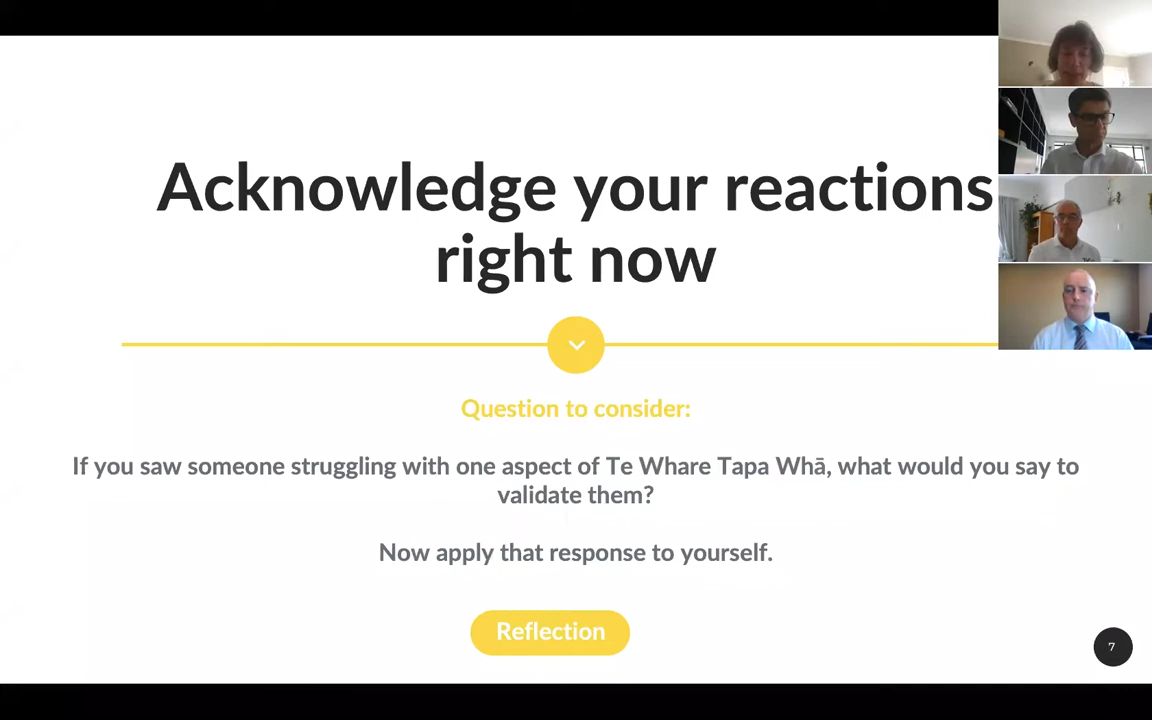 Acknowledge your reactions
right now
Question to consider:
If you saw someone struggling with one aspect of Te Whare Tapa Whā, what would you say to
validate them?
Now apply that response to yourself.
Reflection
7